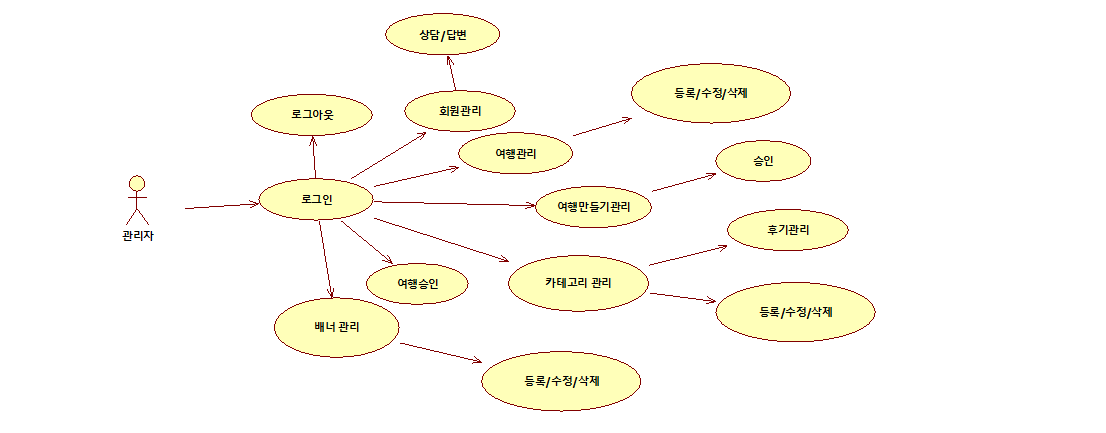 상담/답변
등록/수정/삭제
로그아웃
회원관리
여행관리
승인
로그인
여행만들기관리
관리자
후기관리
여행승인
카테고리 관리
등록/수정/삭제
배너 관리
등록/수정/삭제